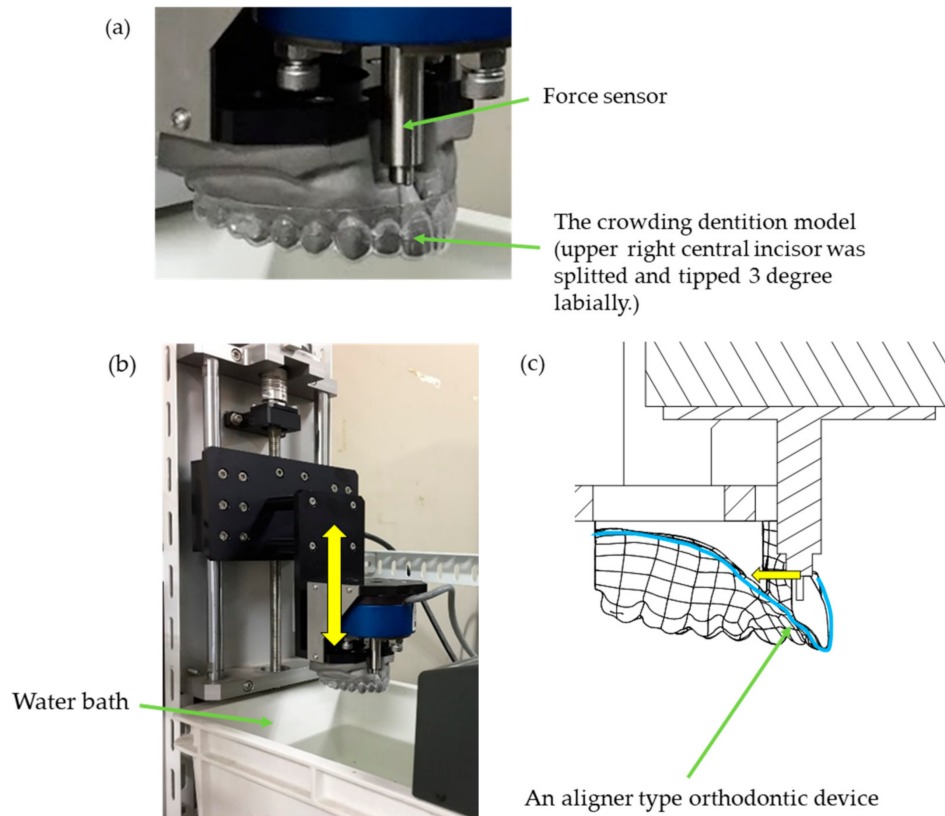 (a)
Force sensor
The crowding dentition model
(upper right central incisor was
splitted and tipped 3 degree
labially.)
(b)
(c)
Water bath
An aligner type orthodontic device